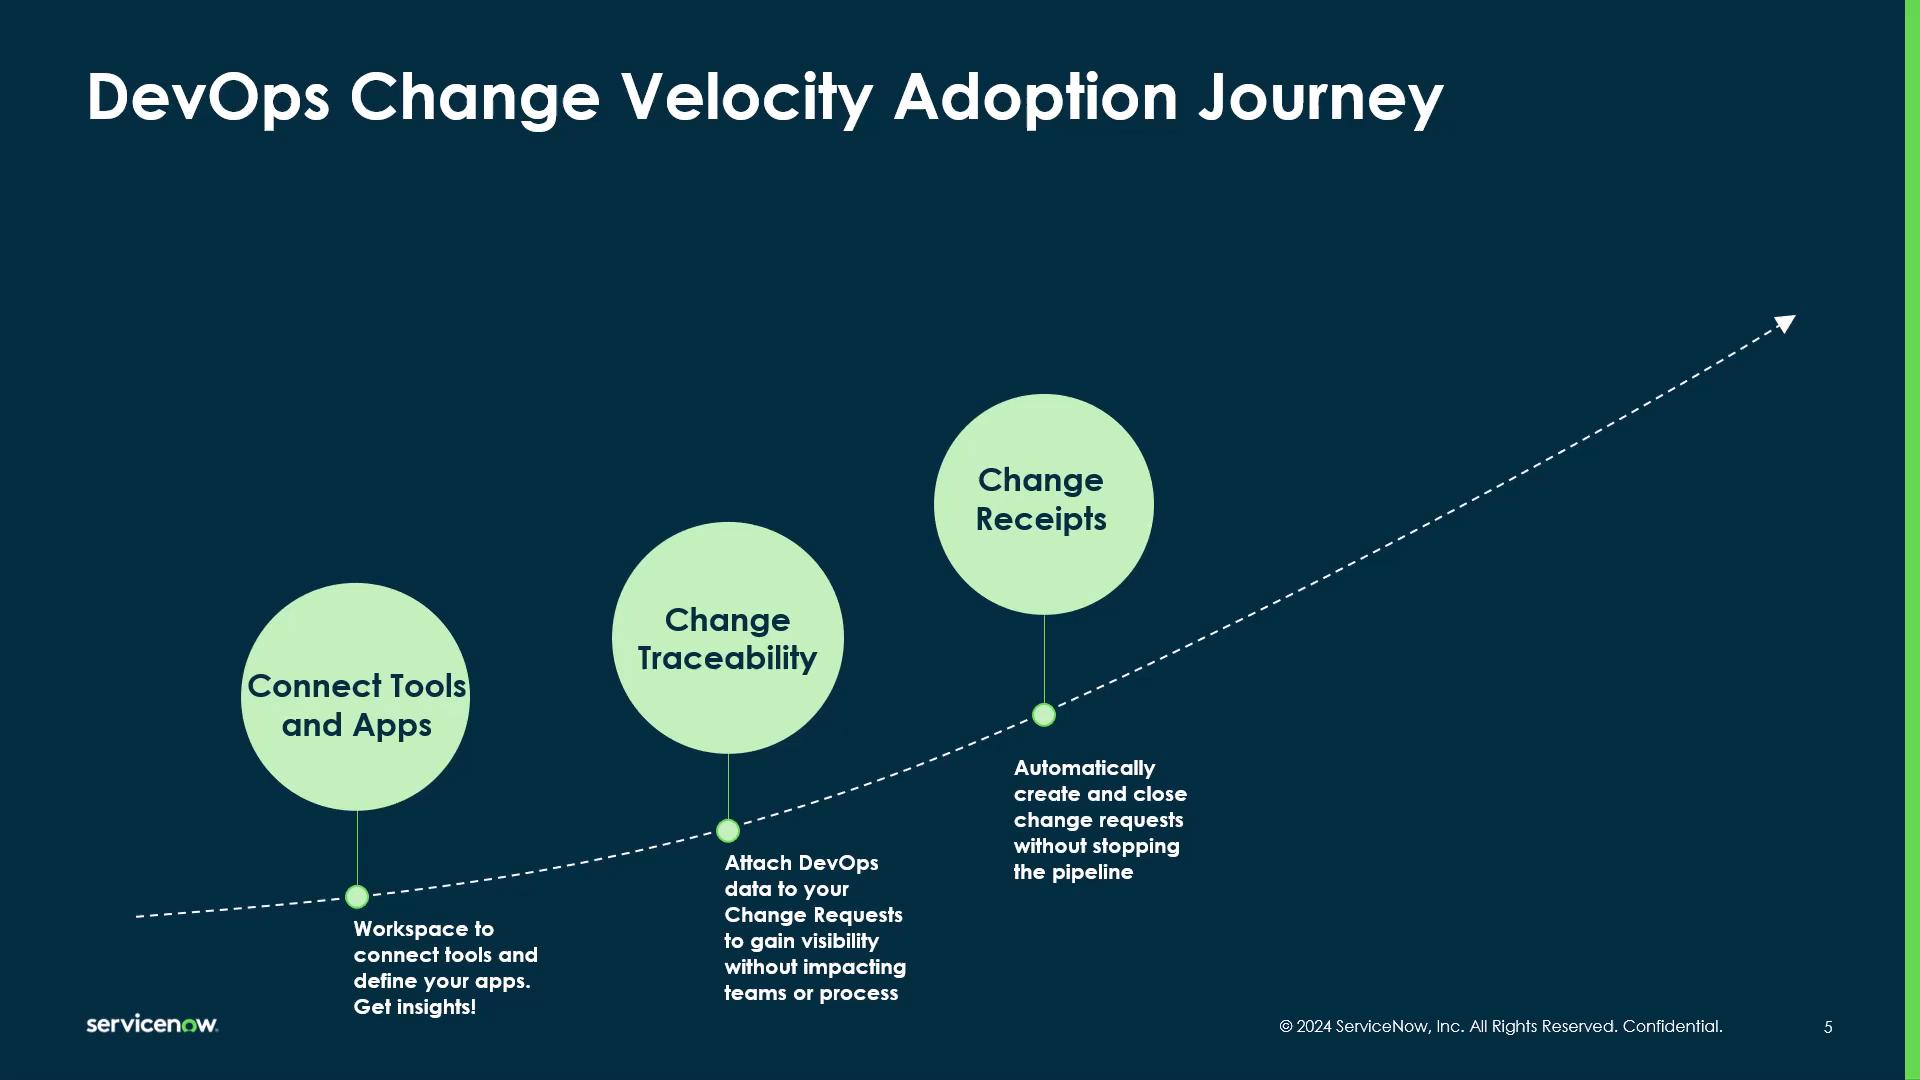 DevOps Change Velocity Adoption Journey
Connect Tools
and Apps
Workspace to
connect tools and
define your apps.
Get insights!
Change
Traceability
Attach DevOps
data to your
Change Requests
to gain visibility
without impacting
teams or process
Change
Receipts
Automatically
create and close
change requests
without stopping
the pipeline
servicenow.
© 2024 ServiceNow, Inc. All Rights Reserved. Confidential.
5